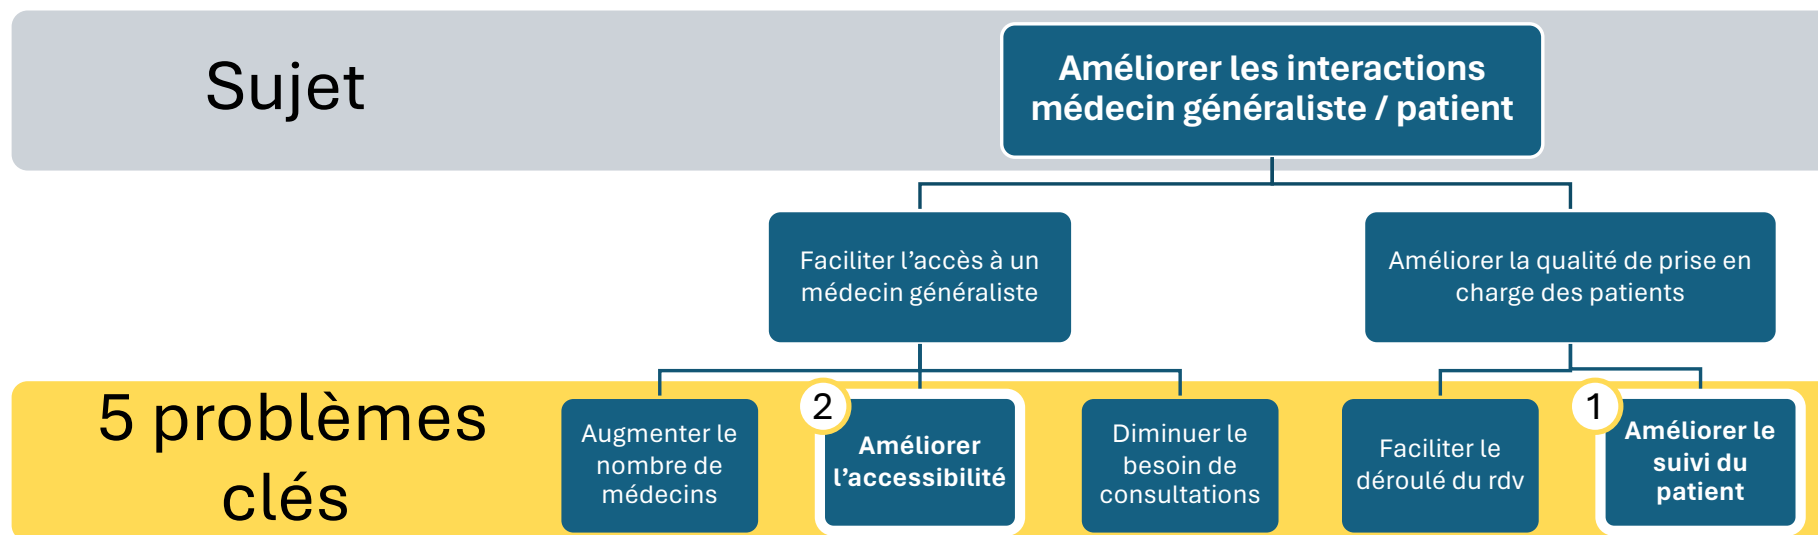 Sujet
Améliorer les interactions
médecin généraliste / patient
Faciliter l’accès à un
médecin généraliste
Améliorer la qualité de prise en
charge des patients
5 problèmes
clés
Augmenter le
nombre de
médecins
2
Améliorer
l’accessibilité
Diminuer le
besoin de
consultations
Faciliter le
déroulé du rdv
1
Améliorer le
suivi du
patient